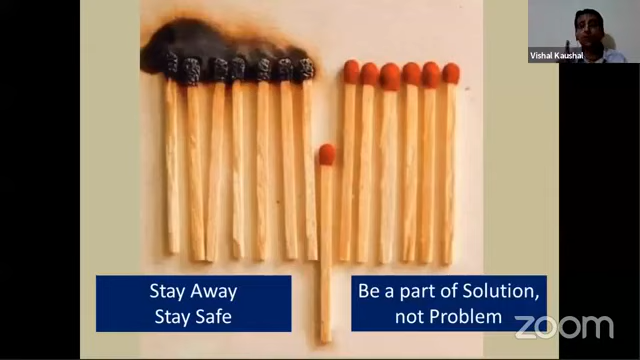 Vishal Kaushal
Stay Away
Stay Safe
Be a part of Solution,
not Problem
zoom